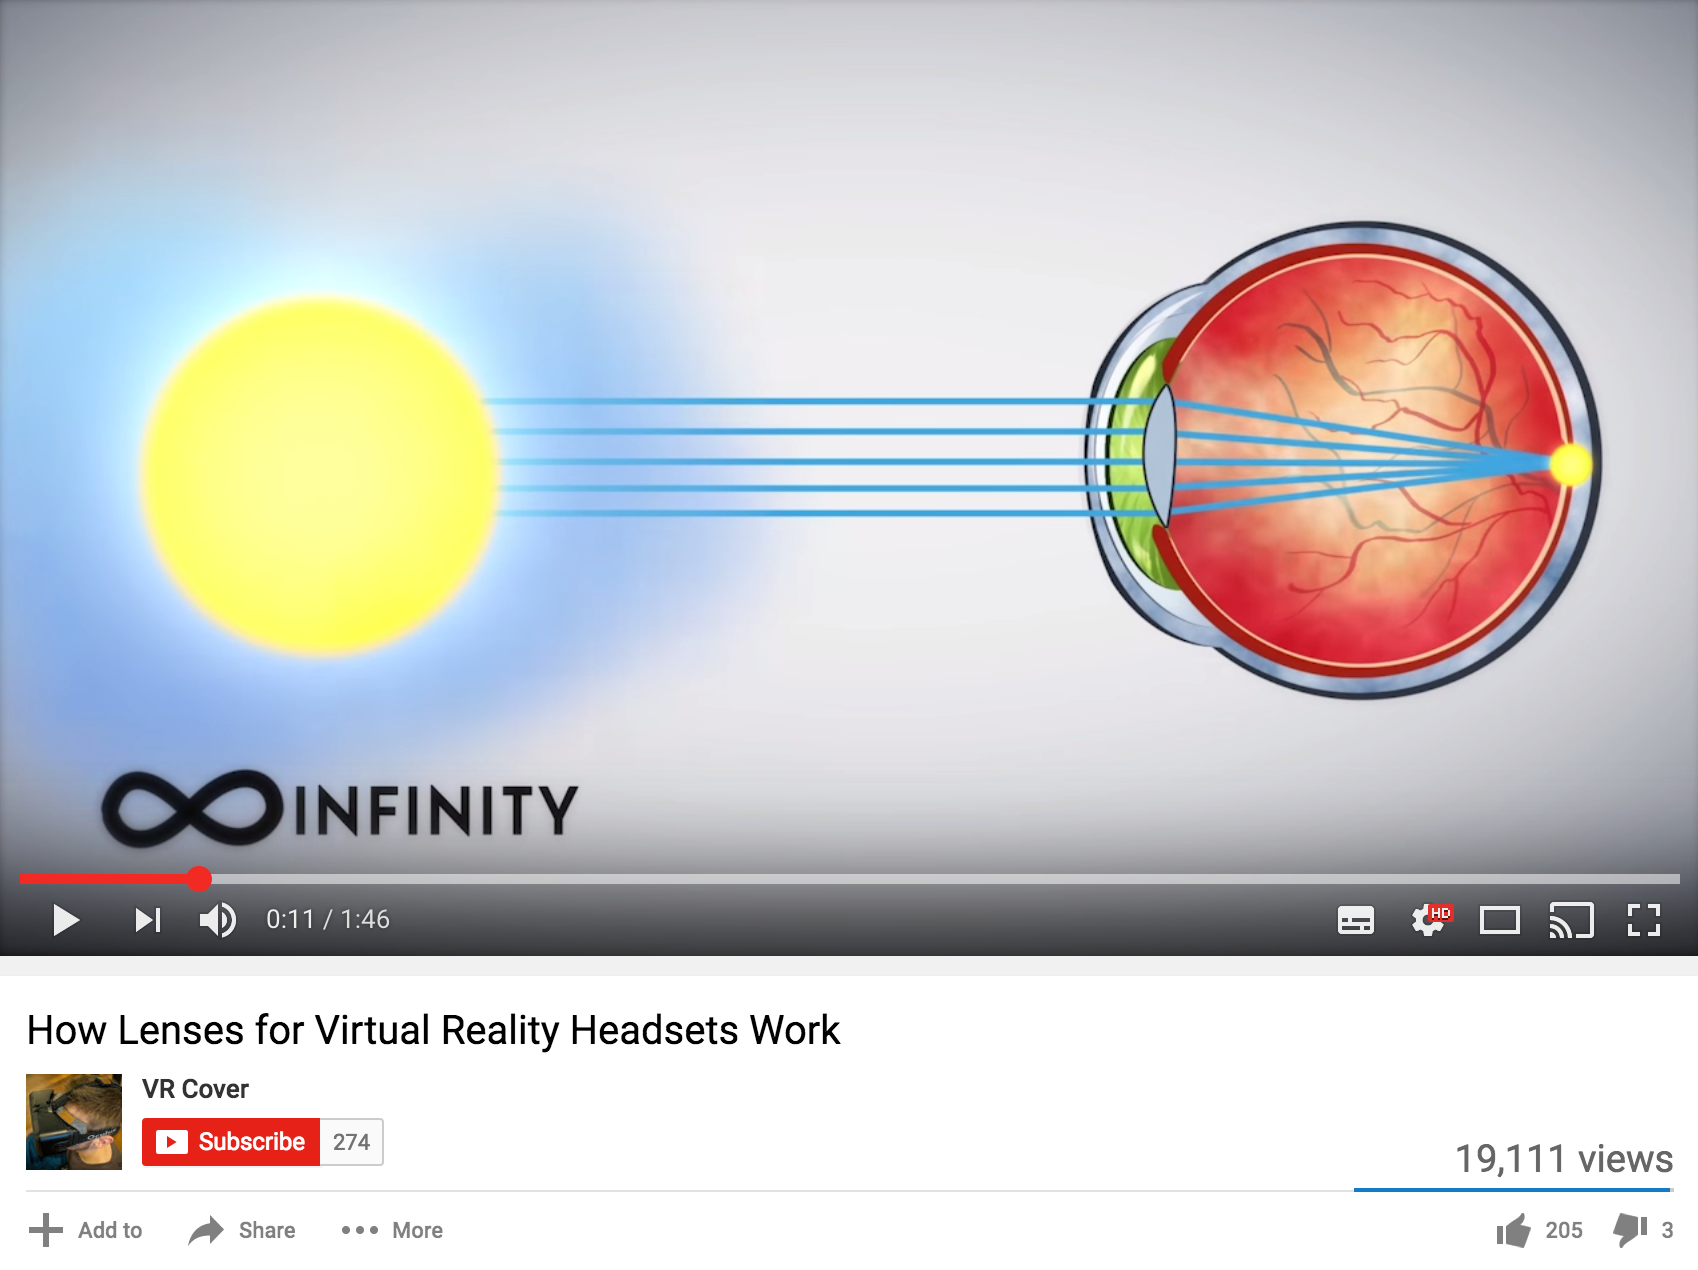 INFINITY
0:11 / 1:46
HD
How Lenses for Virtual Reality Headsets Work
VR Cover
Subscribe 274
19,111 views
Add to Share More 205 3